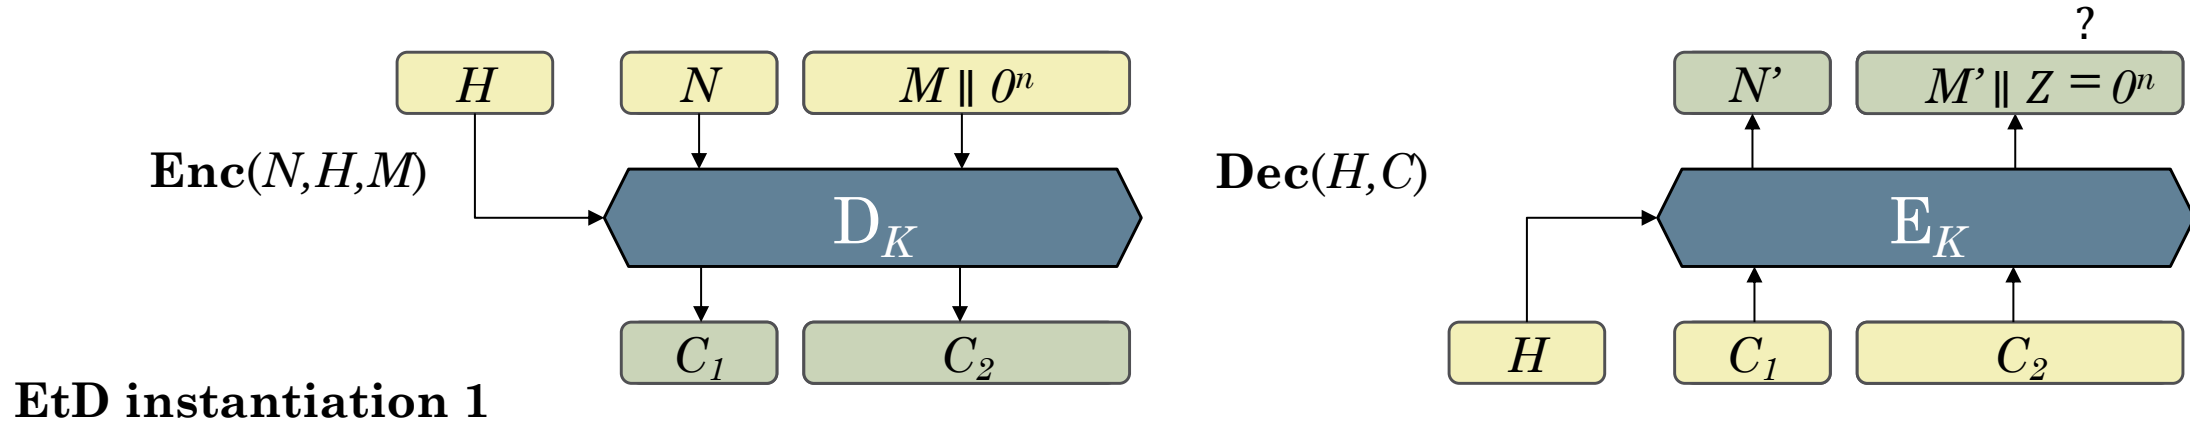 ?
H N M ‖ 0ⁿ N’ M’ ‖ Z = 0ⁿ
Enc(N,H,M) Dec(H,C)
D_K E_K
C₁ C₂ H C₁ C₂
EtD instantiation 1